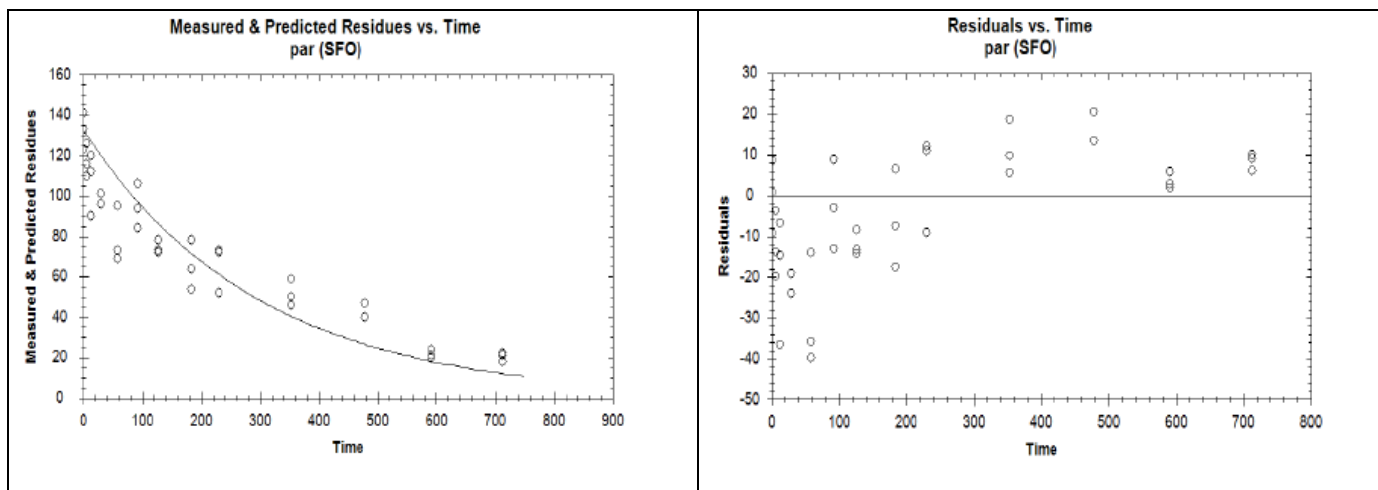 Measured & Predicted Residues vs. Time
par (SFO)
Measured & Predicted Residues
160
140
120
100
80
60
40
20
0
0 100 200 300 400 500 600 700 800 900
Time
Residuals vs. Time
par (SFO)
Residuals
30
20
10
0
-10
-20
-30
-40
-50
0 100 200 300 400 500 600 700 800
Time